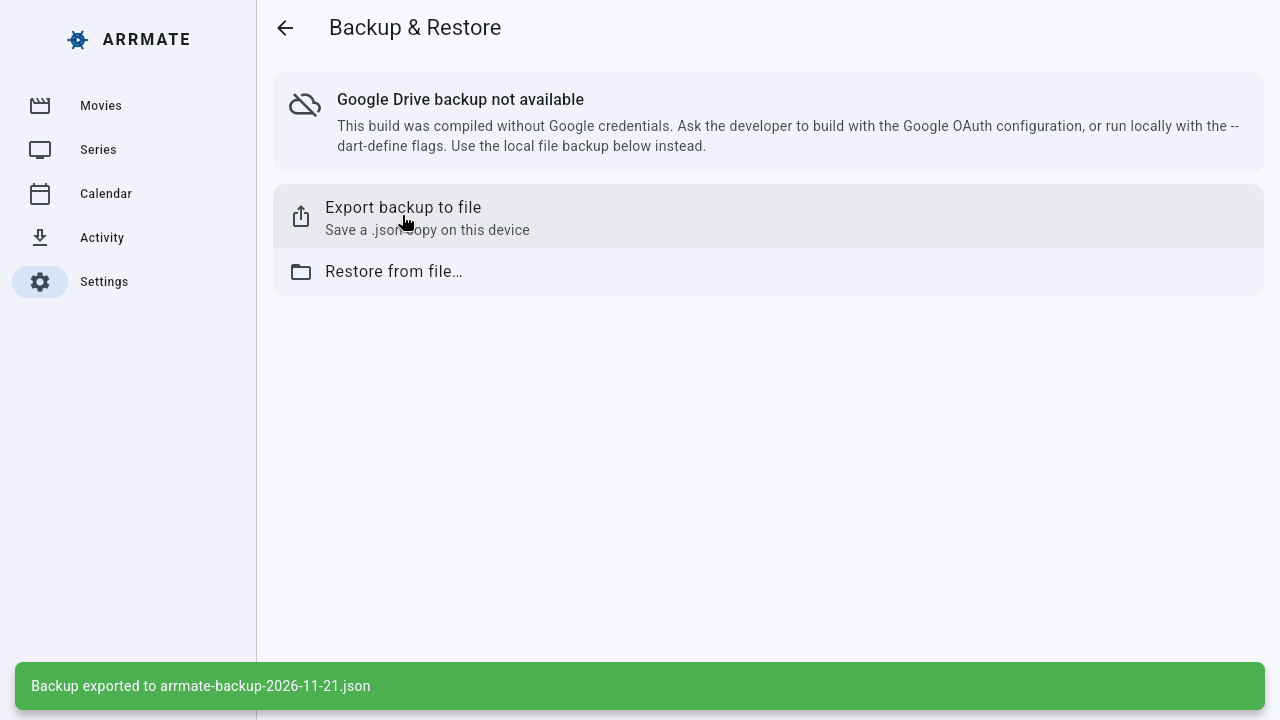 ARRMATE
Movies
Series
Calendar
Activity
Settings
Backup & Restore
Google Drive backup not available
This build was compiled without Google credentials. Ask the developer to build with the Google OAuth configuration, or run locally with the --
dart-define flags. Use the local file backup below instead.
Export backup to file
Save a .json copy on this device
Restore from file…
Backup exported to arrmate-backup-2026-11-21.json